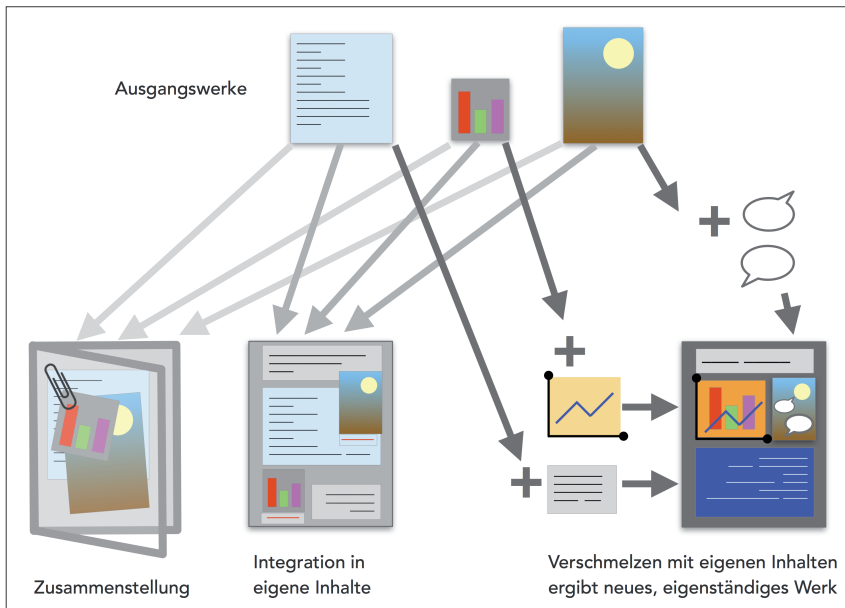 Ausgangswerke
Zusammenstellung
Integration in
eigene Inhalte
Verschmelzen mit eigenen Inhalten
ergibt neues, eigenständiges Werk